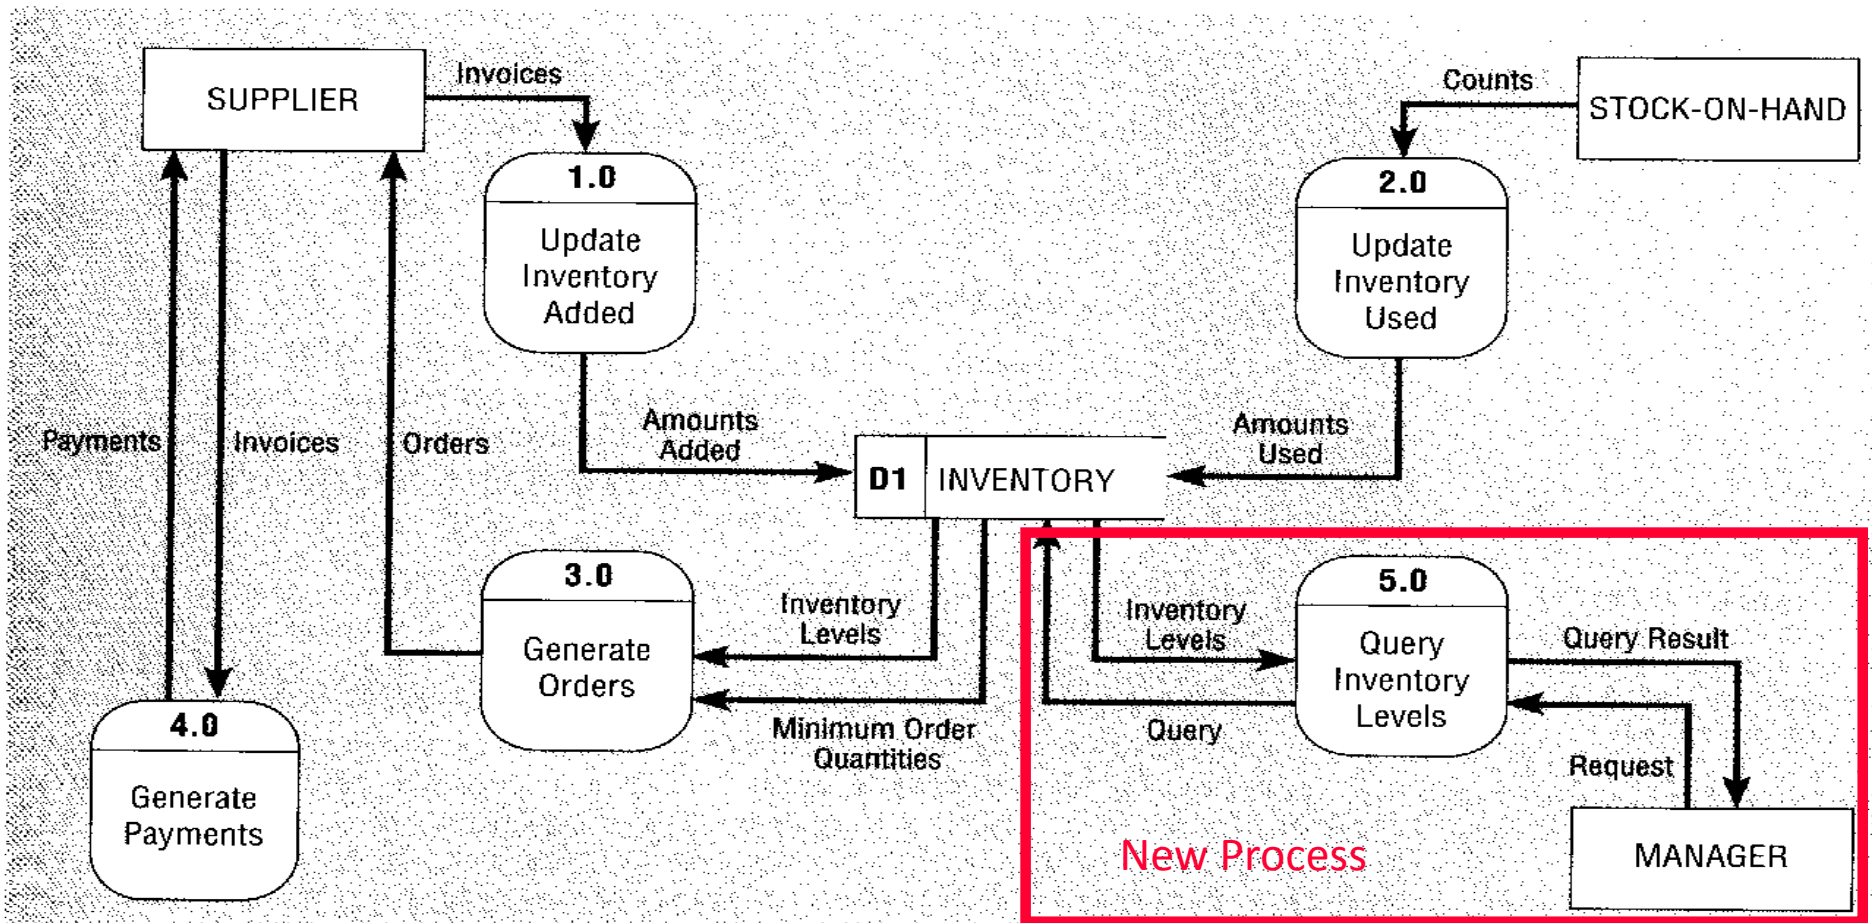 Invoices
SUPPLIER
Counts
STOCK-ON-HAND
1.0
Update
Inventory
Added
2.0
Update
Inventory
Used
Payments
Invoices
Orders
Amounts
Added
Amounts
Used
D1 INVENTORY
3.0
Generate
Orders
Inventory
Levels
Minimum Order
Quantities
Inventory
Levels
Query
5.0
Query
Inventory
Levels
Query Result
Request
4.0
Generate
Payments
New Process
MANAGER